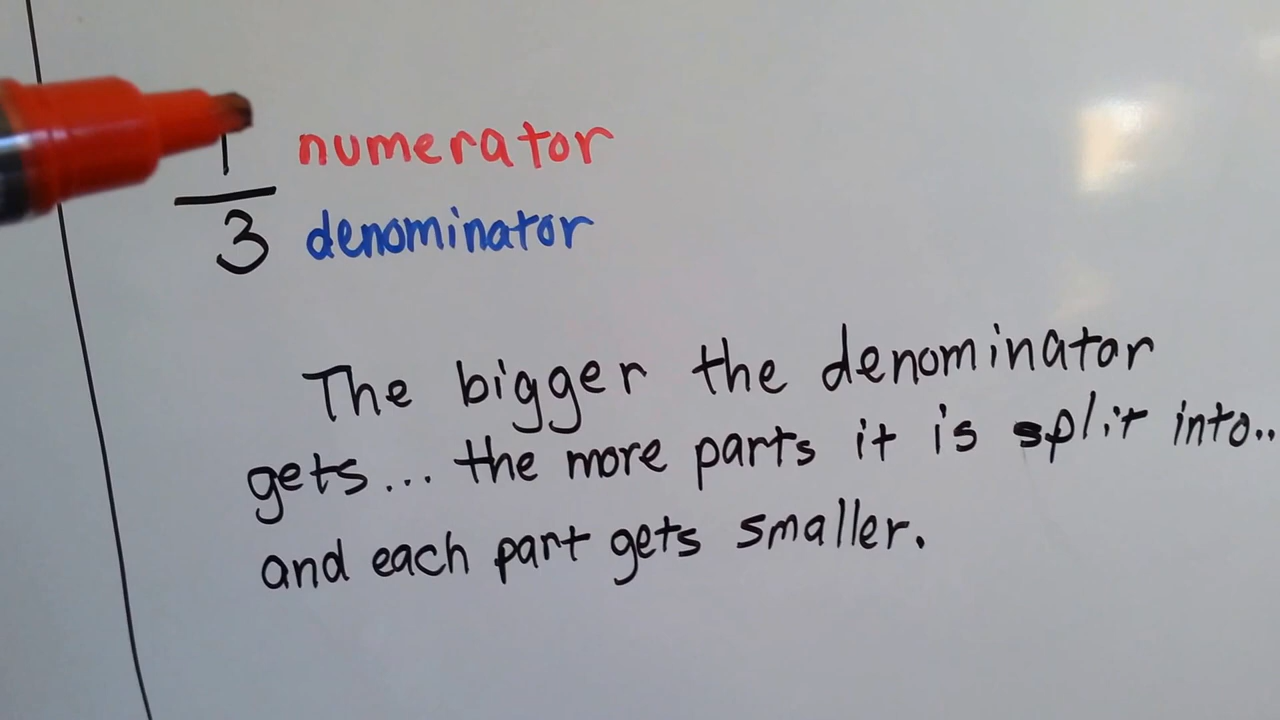 1 numerator
3 denominator
The bigger the denominator
gets... the more parts it is split into..
and each part gets smaller.